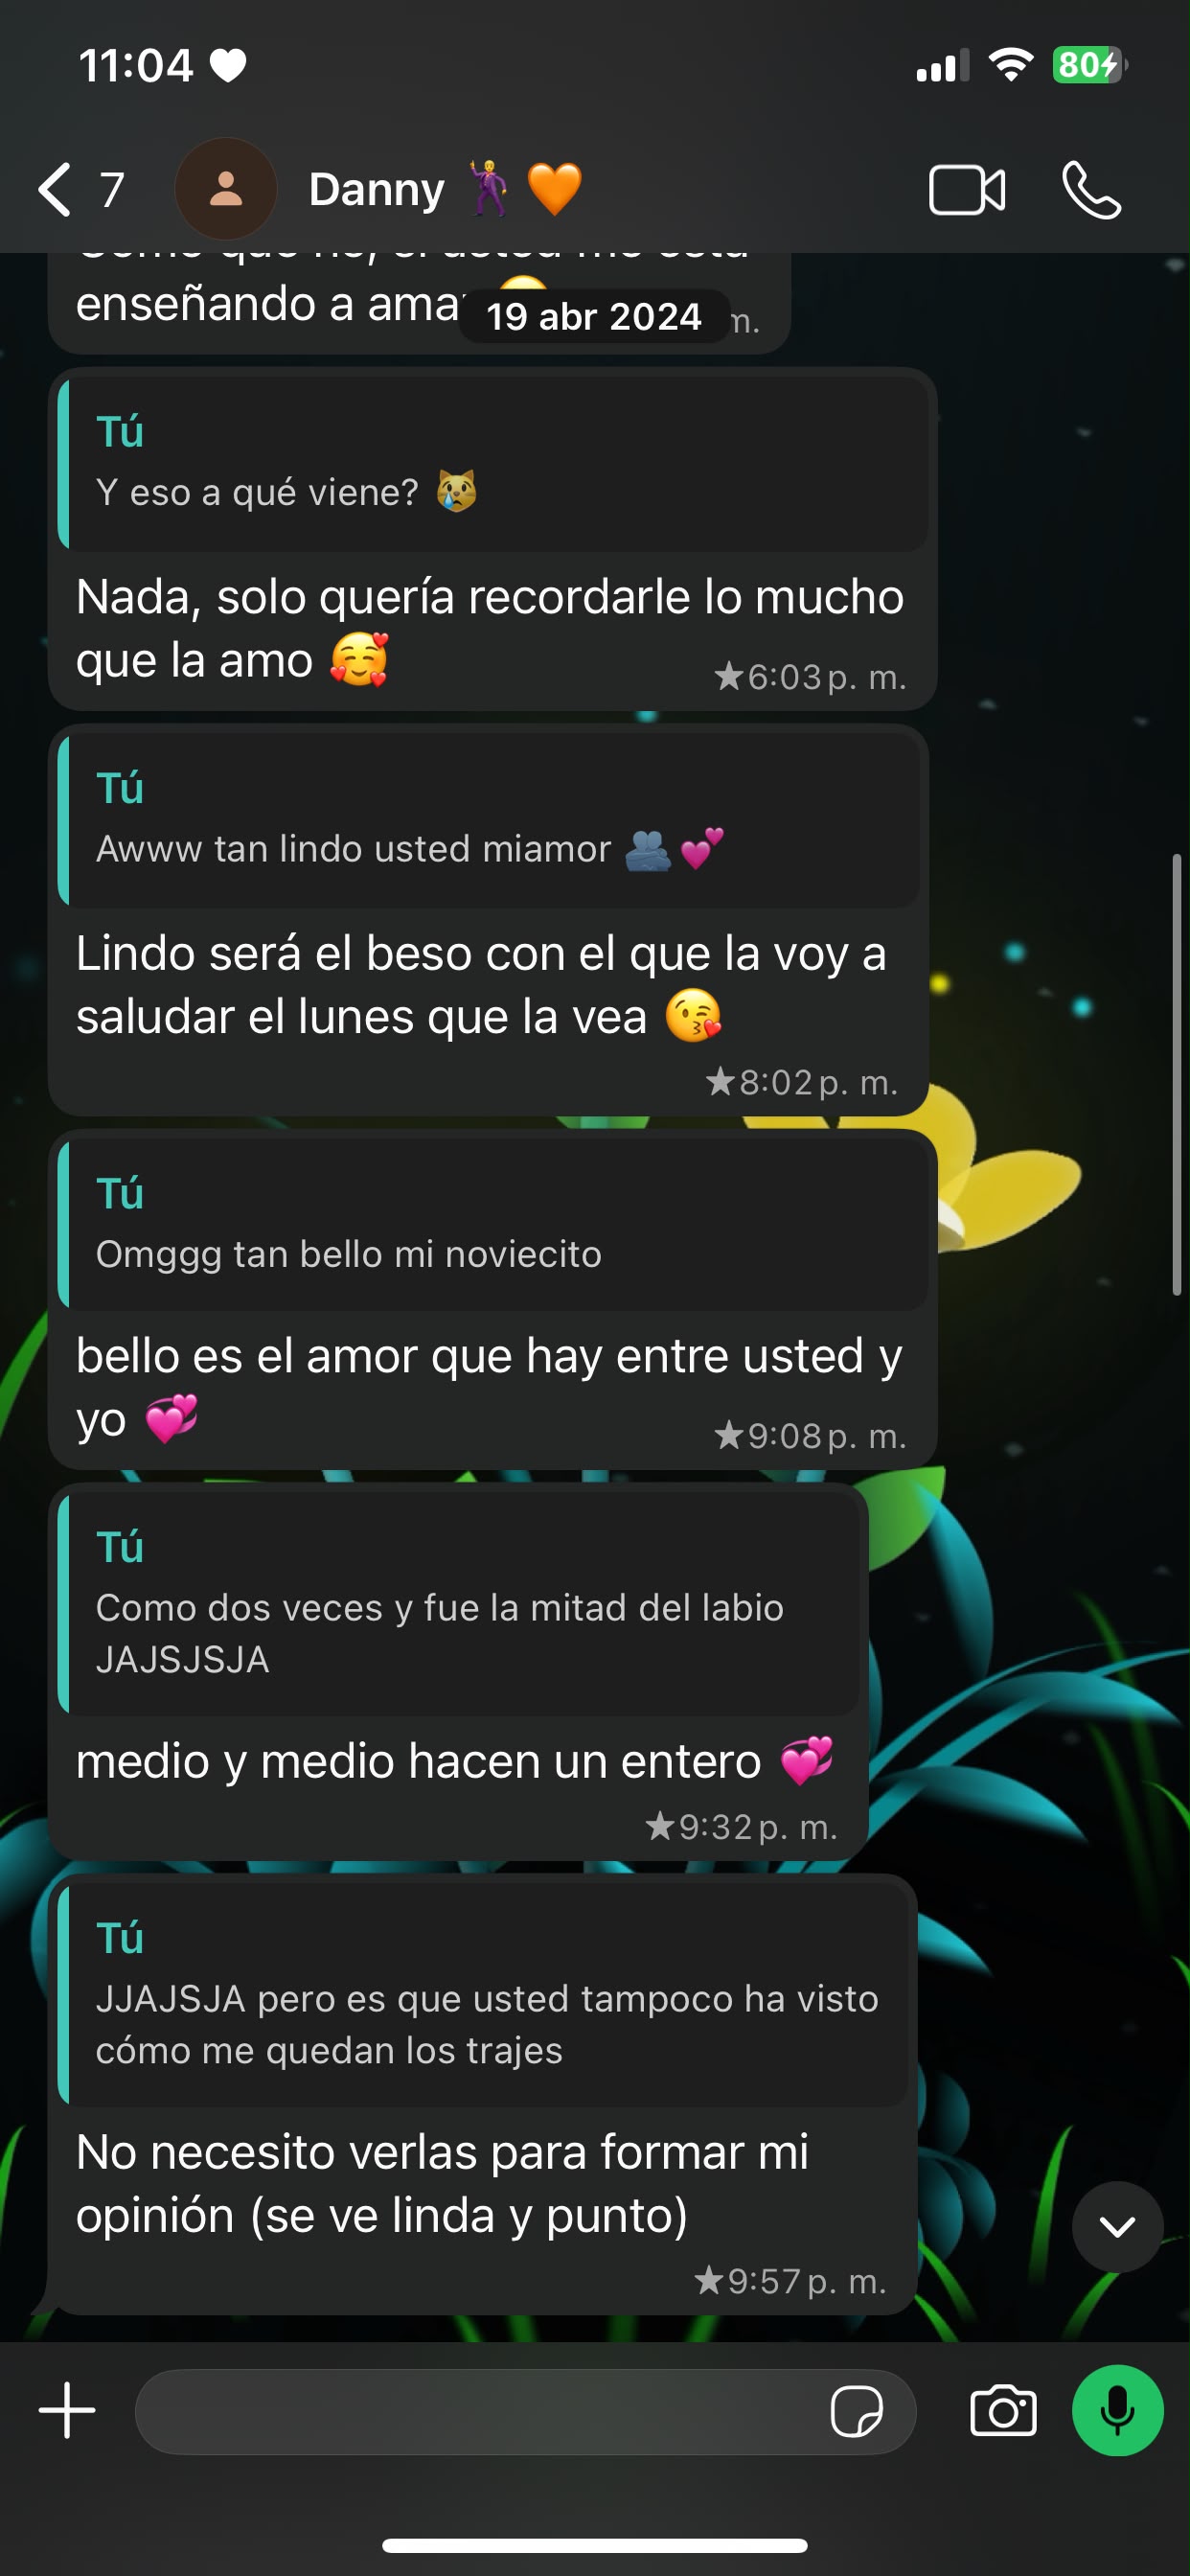 11:04
80
7
Danny
enseñando a ama
19 abr 2024
m.
Tú
Y eso a qué viene? 😿
Nada, solo quería recordarle lo mucho
que la amo 🥰
★6:03 p. m.
Tú
Awww tan lindo usted miamor 🫂💕
Lindo será el beso con el que la voy a
saludar el lunes que la vea 😘
★8:02 p. m.
Tú
Omggg tan bello mi noviecito
bello es el amor que hay entre usted y
yo 💞
★9:08 p. m.
Tú
Como dos veces y fue la mitad del labio
JAJSJSJA
medio y medio hacen un entero 💞
★9:32 p. m.
Tú
JJAJSJA pero es que usted tampoco ha visto
cómo me quedan los trajes
No necesito verlas para formar mi
opinión (se ve linda y punto)
★9:57 p. m.